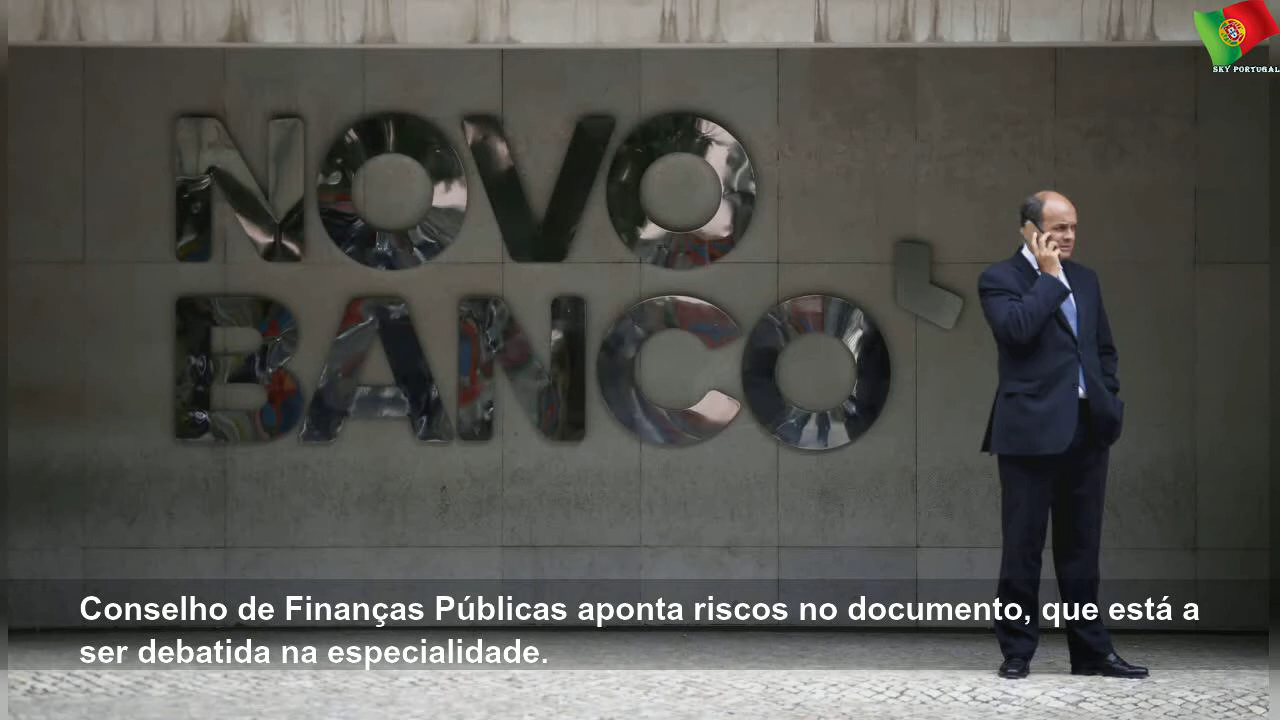 SKY PORTUGAL
NOVO
BANCO
Conselho de Finanças Públicas aponta riscos no documento, que está a
ser debatida na especialidade.